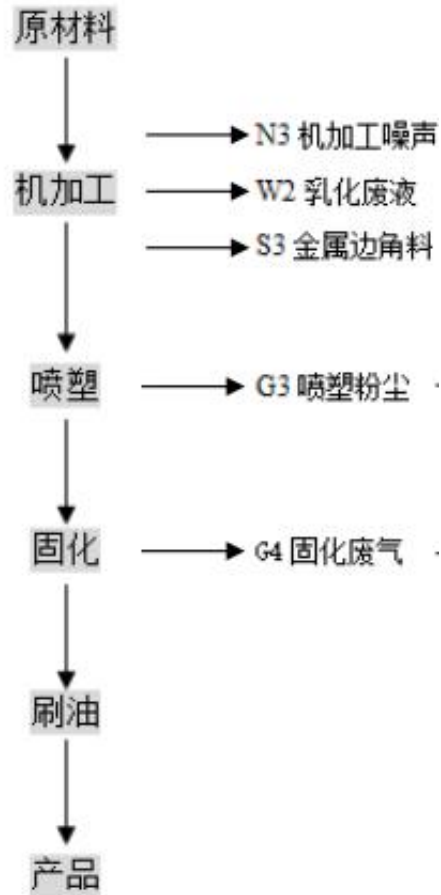 原材料
N3 机加工噪声
机加工
W2 乳化废液
S3 金属边角料
喷塑
G3 喷塑粉尘
固化
G4 固化废气
刷油
产品